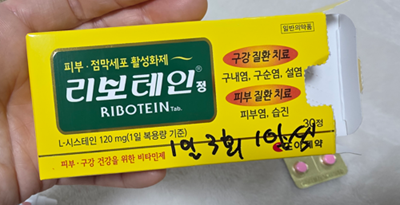 일반의약품
피부·점막세포 활성화제
리보테인®정
RIBOTEIN Tab.
구강 질환 치료
구내염, 구순염, 설염
피부 질환 치료
피부염, 습진
L-시스테인 120mg(1일 복용량 기준)
30정
피부·구강 건강을 위한 비타민제
1일 3회 1알씩
제약